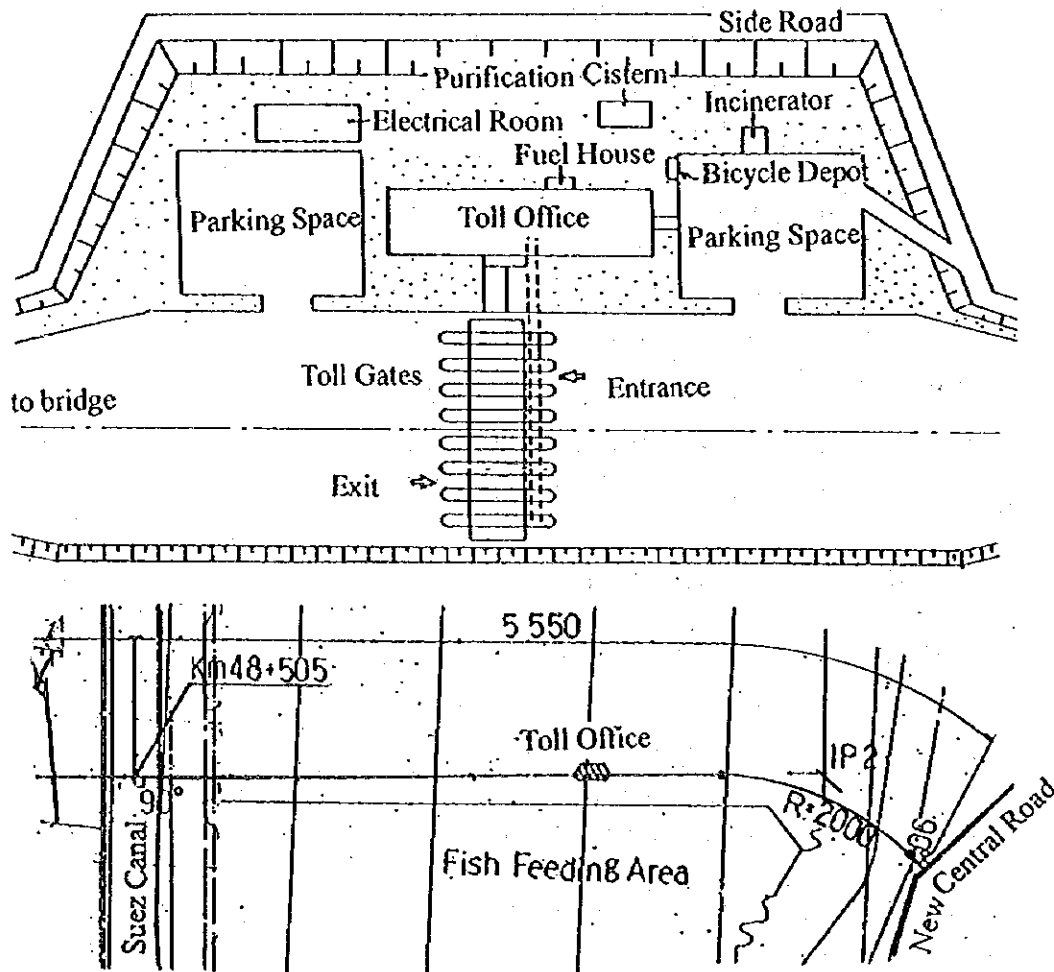 Side Road
Purification Cistern
Incinerator
Electrical Room
Fuel House
Bicycle Depot
Parking Space
Toll Office
Parking Space
Toll Gates
Entrance
to bridge
Exit
5 550
Km48+505
Toll Office
IP 2
90°
R=2000
Suez Canal
Fish Feeding Area
New Central Road